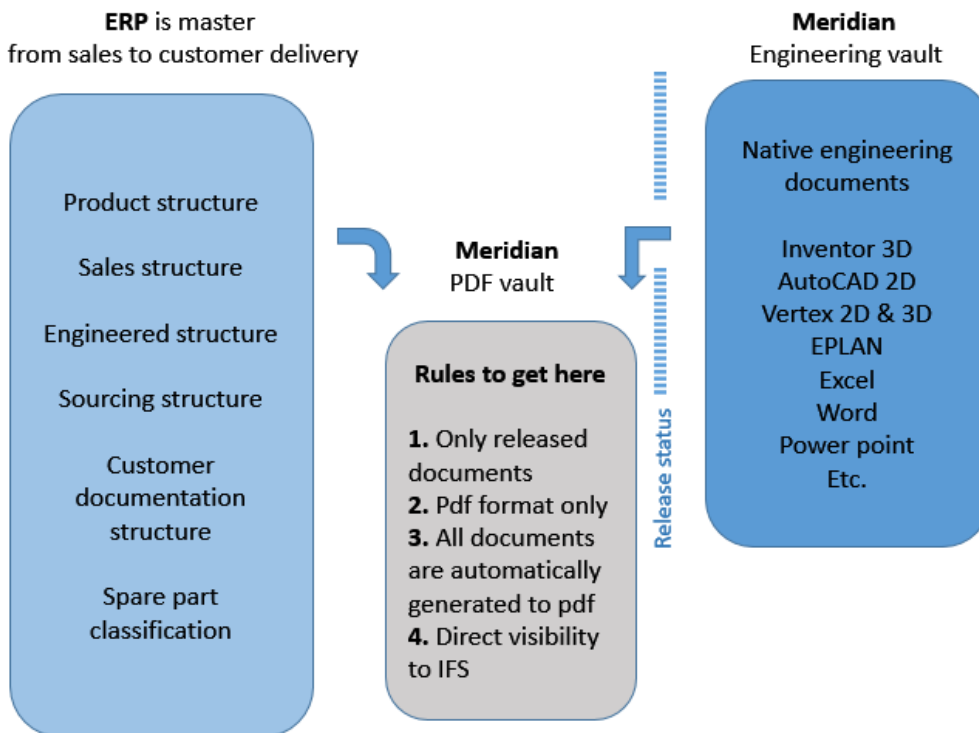 ERP is master
from sales to customer delivery
Product structure
Sales structure
Engineered structure
Sourcing structure
Customer
documentation
structure
Spare part
classification
Meridian
PDF vault
Rules to get here
1. Only released
documents
2. Pdf format only
3. All documents
are automatically
generated to pdf
4. Direct visibility
to IFS
Release status
Meridian
Engineering vault
Native engineering
documents
Inventor 3D
AutoCAD 2D
Vertex 2D & 3D
EPLAN
Excel
Word
Power point
Etc.